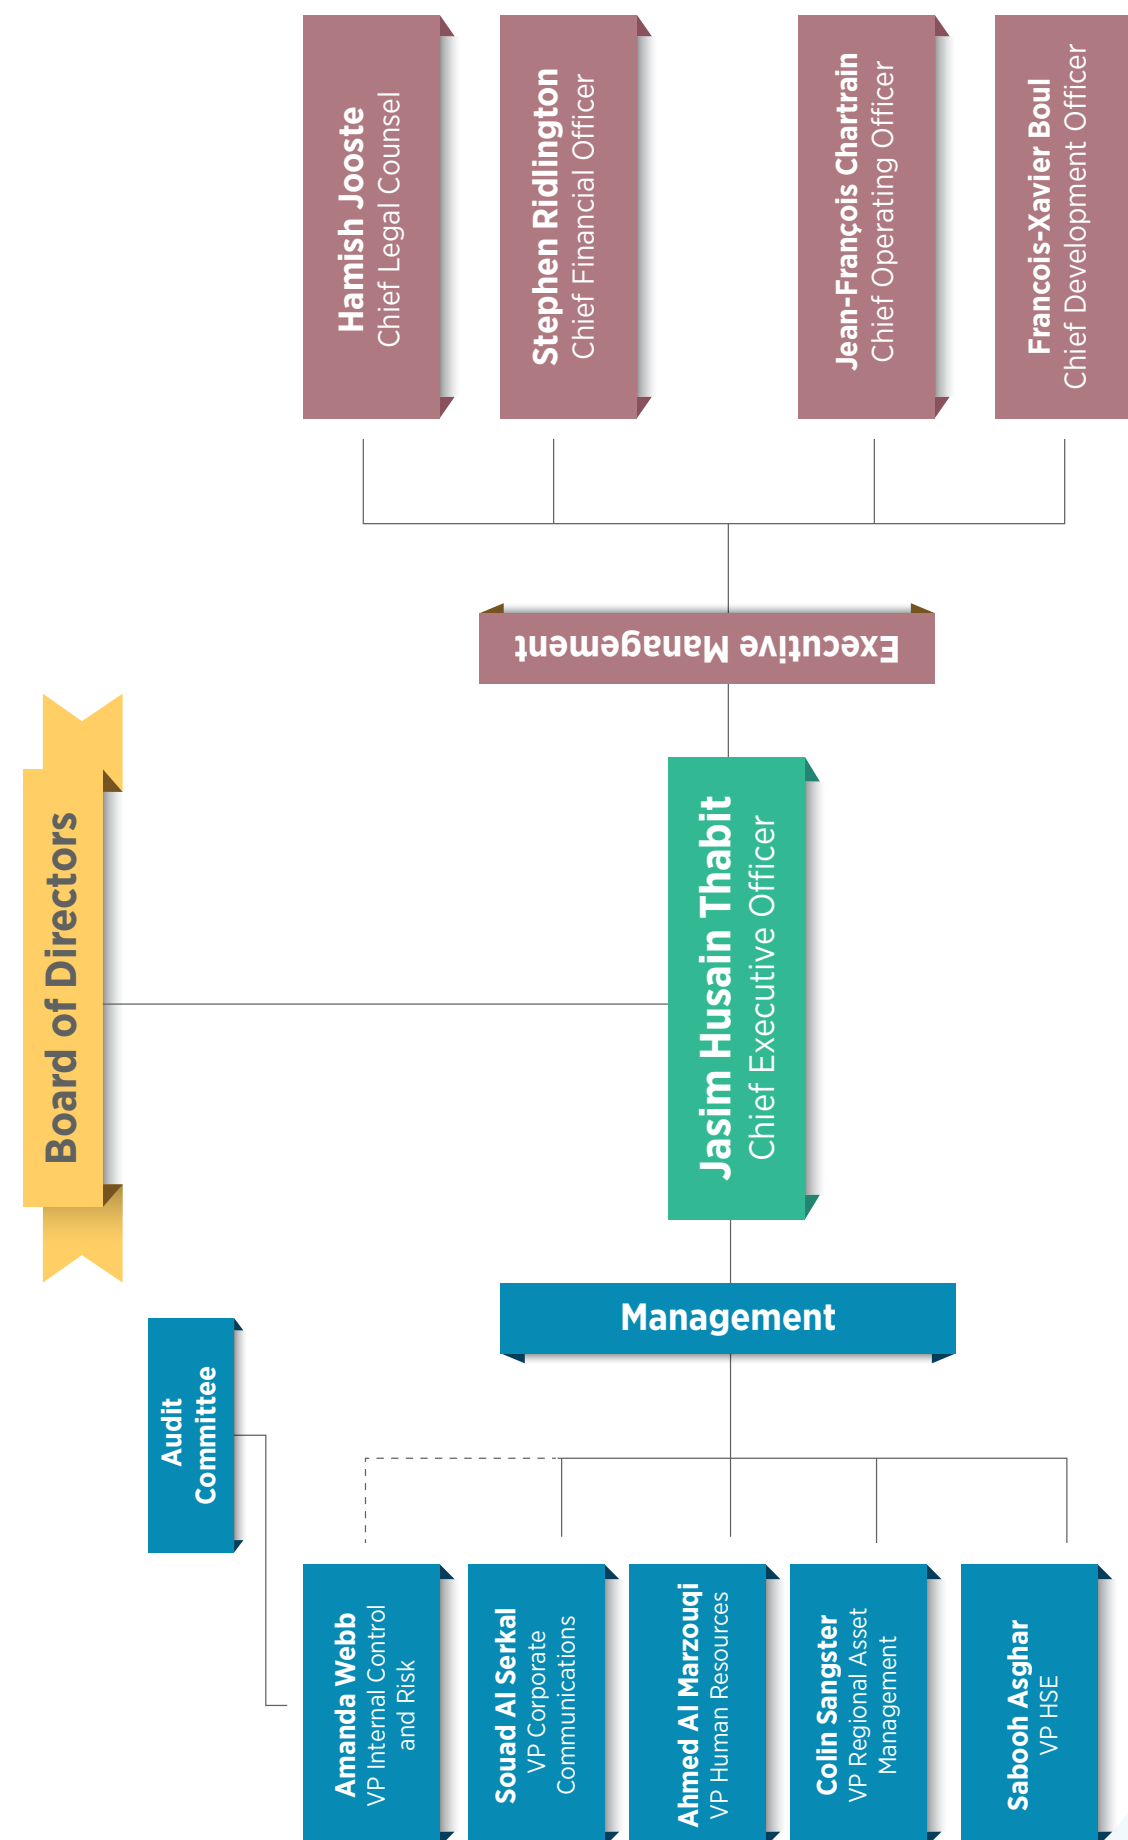 Board of Directors
Audit
Committee
Jasim Husain Thabit
Chief Executive Officer
Management
Executive Management
Amanda Webb
VP Internal Control
and Risk
Souad Al Serkal
VP Corporate
Communications
Ahmed Al Marzouqi
VP Human Resources
Colin Sangster
VP Regional Asset
Management
Sabooh Asghar
VP HSE
Hamish Jooste
Chief Legal Counsel
Stephen Ridlington
Chief Financial Officer
Jean-François Chartrain
Chief Operating Officer
Francois-Xavier Boul
Chief Development Officer